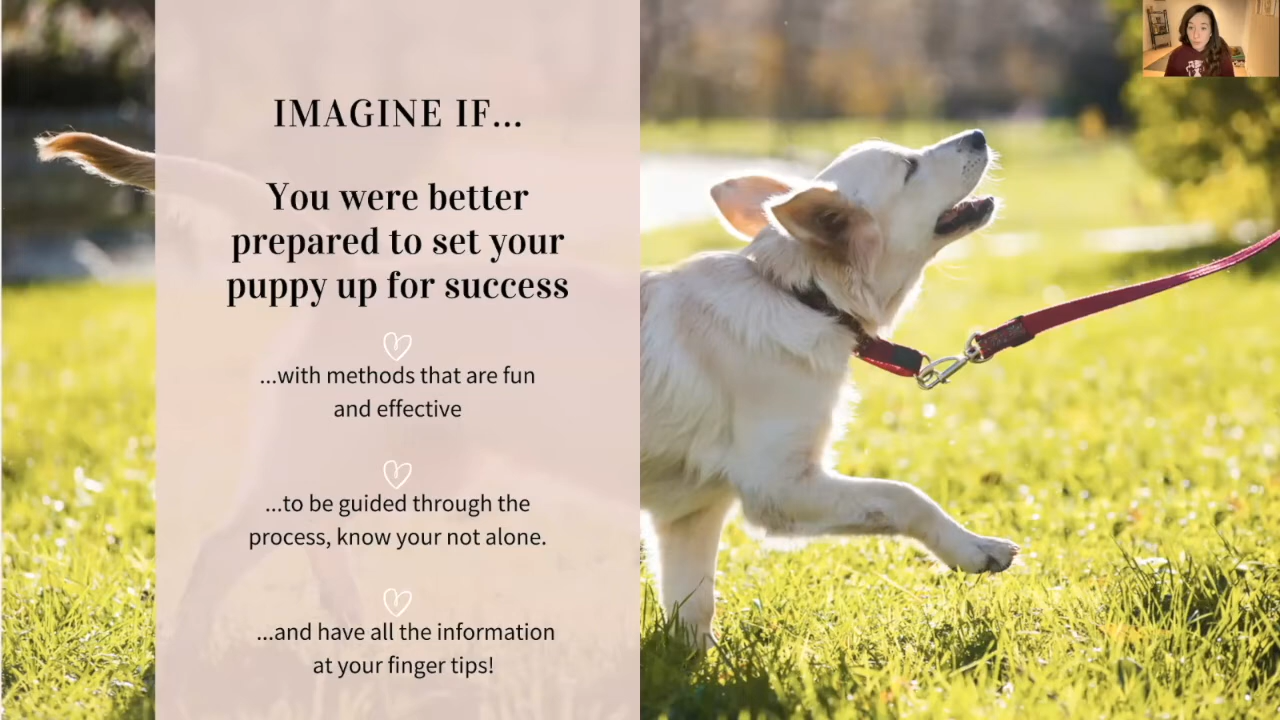 IMAGINE IF...
You were better
prepared to set your
puppy up for success
...with methods that are fun
and effective
...to be guided through the
process, know your not alone.
...and have all the information
at your finger tips!